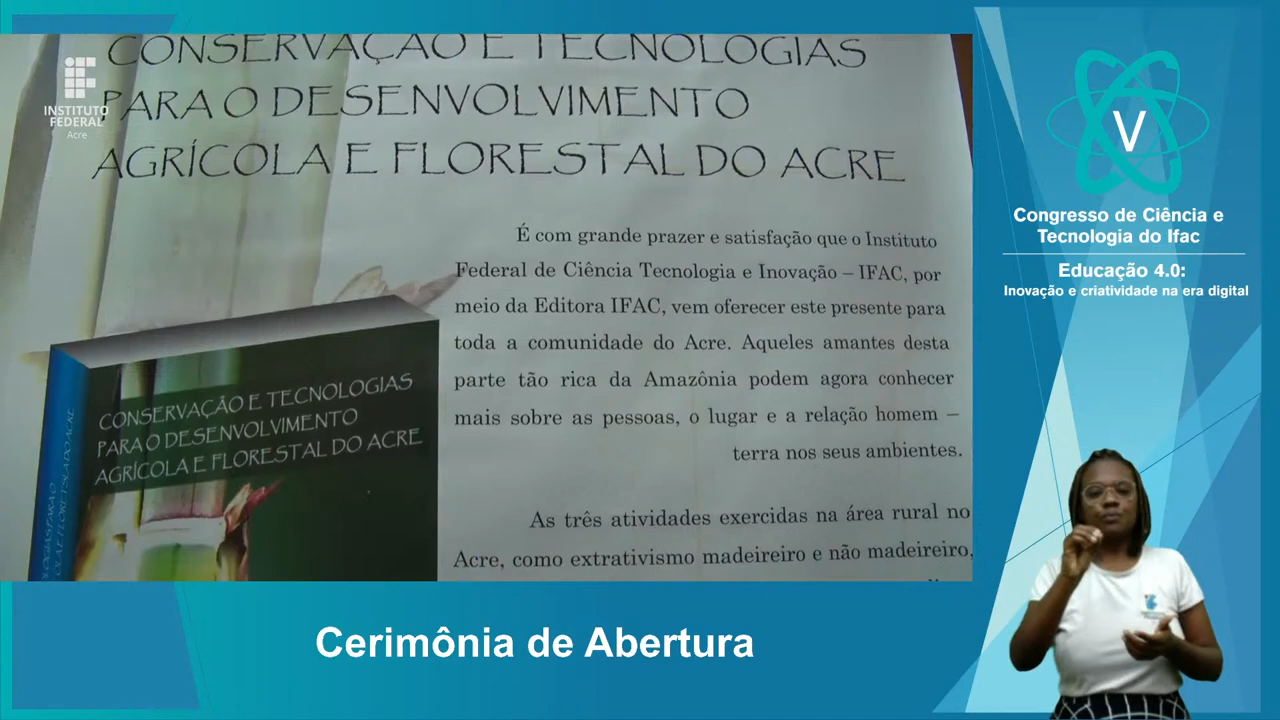 CONSERVAÇÃO E TECNOLOGIAS
PARA O DESENVOLVIMENTO
AGRÍCOLA E FLORESTAL DO ACRE
INSTITUTO
FEDERAL
Acre
É com grande prazer e satisfação que o Instituto
Federal de Ciência Tecnologia e Inovação – IFAC, por
meio da Editora IFAC, vem oferecer este presente para
toda a comunidade do Acre. Aqueles amantes desta
parte tão rica da Amazônia podem agora conhecer
mais sobre as pessoas, o lugar e a relação homem –
terra nos seus ambientes.
As três atividades exercidas na área rural no
Acre, como extrativismo madeireiro e não madeireiro,
CONSERVAÇÃO E TECNOLOGIAS
PARA O DESENVOLVIMENTO
AGRÍCOLA E FLORESTAL DO ACRE
V
Congresso de Ciência e
Tecnologia do Ifac
Educação 4.0:
Inovação e criatividade na era digital
Cerimônia de Abertura